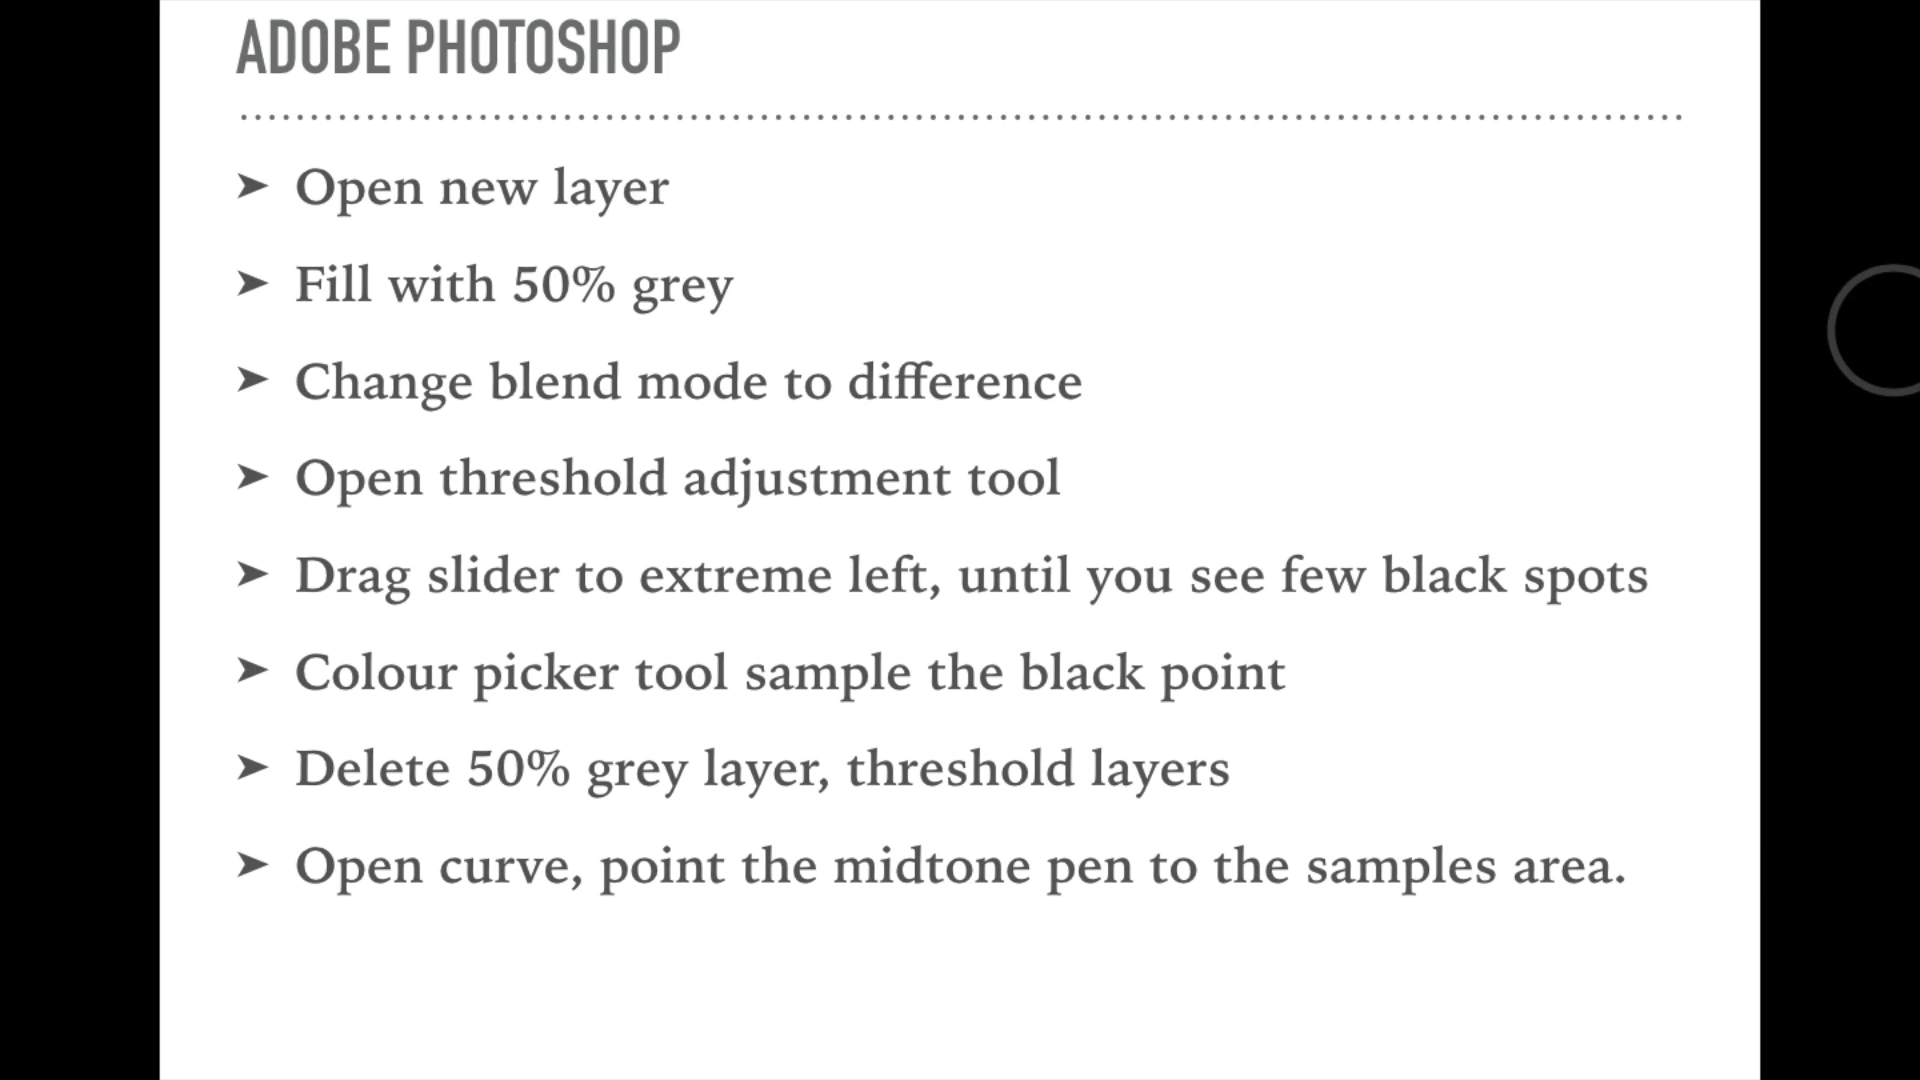 ADOBE PHOTOSHOP
➤ Open new layer
➤ Fill with 50% grey
➤ Change blend mode to difference
➤ Open threshold adjustment tool
➤ Drag slider to extreme left, until you see few black spots
➤ Colour picker tool sample the black point
➤ Delete 50% grey layer, threshold layers
➤ Open curve, point the midtone pen to the samples area.